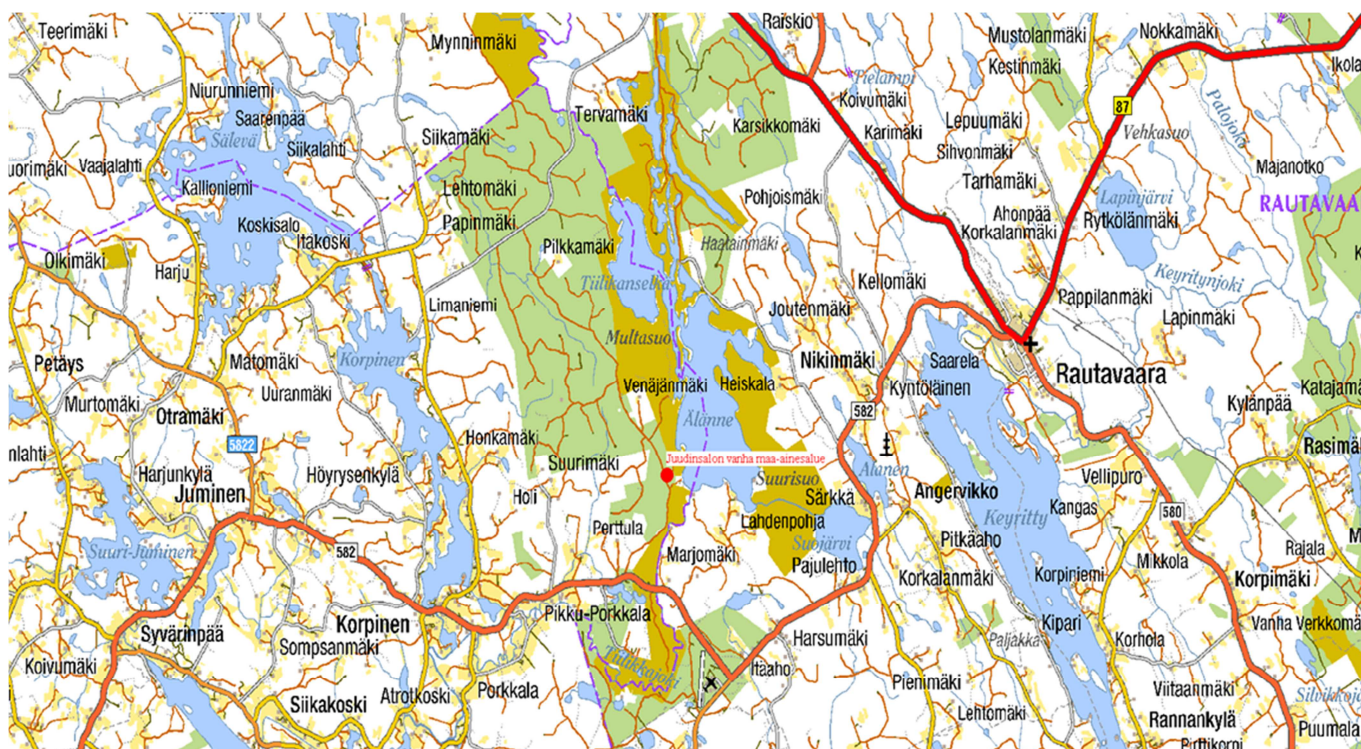 Teerimäki
Mynninmäki
Raiskio
Mustolanmäki
Nokkamäki
Kestinmäki
Ikola
Niurunniemi
Saarenpää
Sälevä
Siikalahti
Siikamäki
Tervamäki
Karsikkomäki
Tielampi
Koivumäki
Karimäki
Lepuumäki
Sihvonmäki
87
Vehkasuo
Palojoki
Vaajalahti
Kallioniemi
Lehtomäki
Papinmäki
Pohjoismäki
Tarhamäki
Majanotko
Lapinjärvi
RAUTAVAA
Koskisalo
Itäkoski
Pilkkamäki
Haatainmäki
Ahonpää
Korkalanmäki
Rytkölänmäki
Olkimäki
Harju
Tiilikanselkä
Kellomäki
Keyritynjoki
Limaniemi
Joutenmäki
Pappilanmäki
Lapinmäki
Petäys
Matomäki
Korpinen
Multasuo
Nikinmäki
Saarela
Rautavaara
Murtomäki
Uuranmäki
Venäjänmäki
Heiskala
Kyntöläinen
Katajamä
Otramäki
582
Kylänpää
Älänne
5822
Honkamäki
Rasimä
nlahti
Harjunkylä
Höyrysenkylä
Suurimäki
Juudinsalon vanha maa-ainesalue
Alanen
Vellipuro
Juminen
Holi
Suurisuo
Särkkä
Angervikko
Kangas
580
Perttula
Lahdenpohja
Keyritty
Suojärvi
Pitkäaho
Suuri-Juminen
582
Marjomäki
Pajulehto
Mikkola
Rajala
Korkalanmäki
Korpiniemi
Korpimäki
Pikku-Porkkala
Syvärinpää
Korpinen
Harsumäki
Kipari
Vanha Verkkomä
Sompsanmäki
Paljakka
Korhola
Koivumäki
Tiilikkajoki
Itäaho
Porkkala
Pienimäki
Viitaanmäki
Siikakoski
Atrotkoski
Lehtomäki
Rannankylä
Puumala